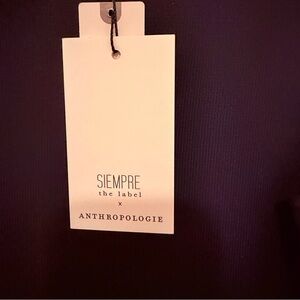 SIEMPRE
the label
x
ANTHROPOLOGIE